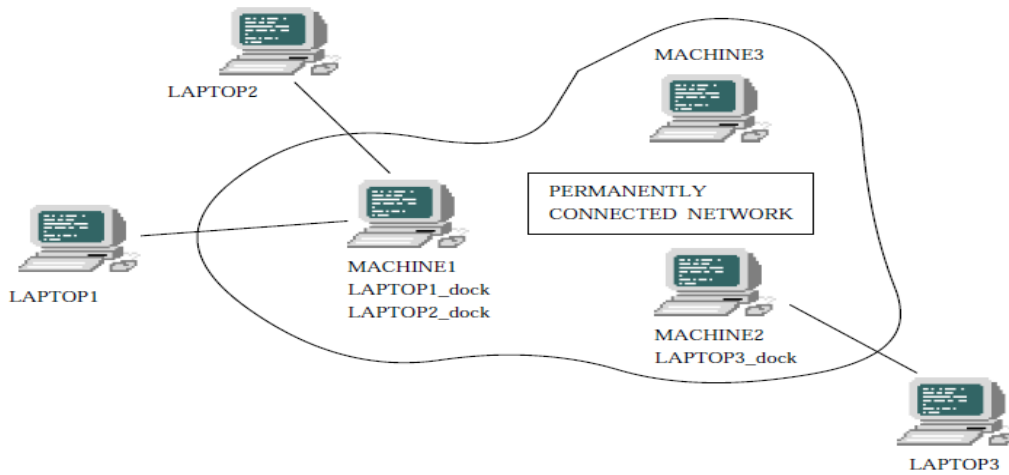 LAPTOP2
MACHINE3
PERMANENTLY
CONNECTED NETWORK
LAPTOP1
MACHINE1
LAPTOP1_dock
LAPTOP2_dock
MACHINE2
LAPTOP3_dock
LAPTOP3